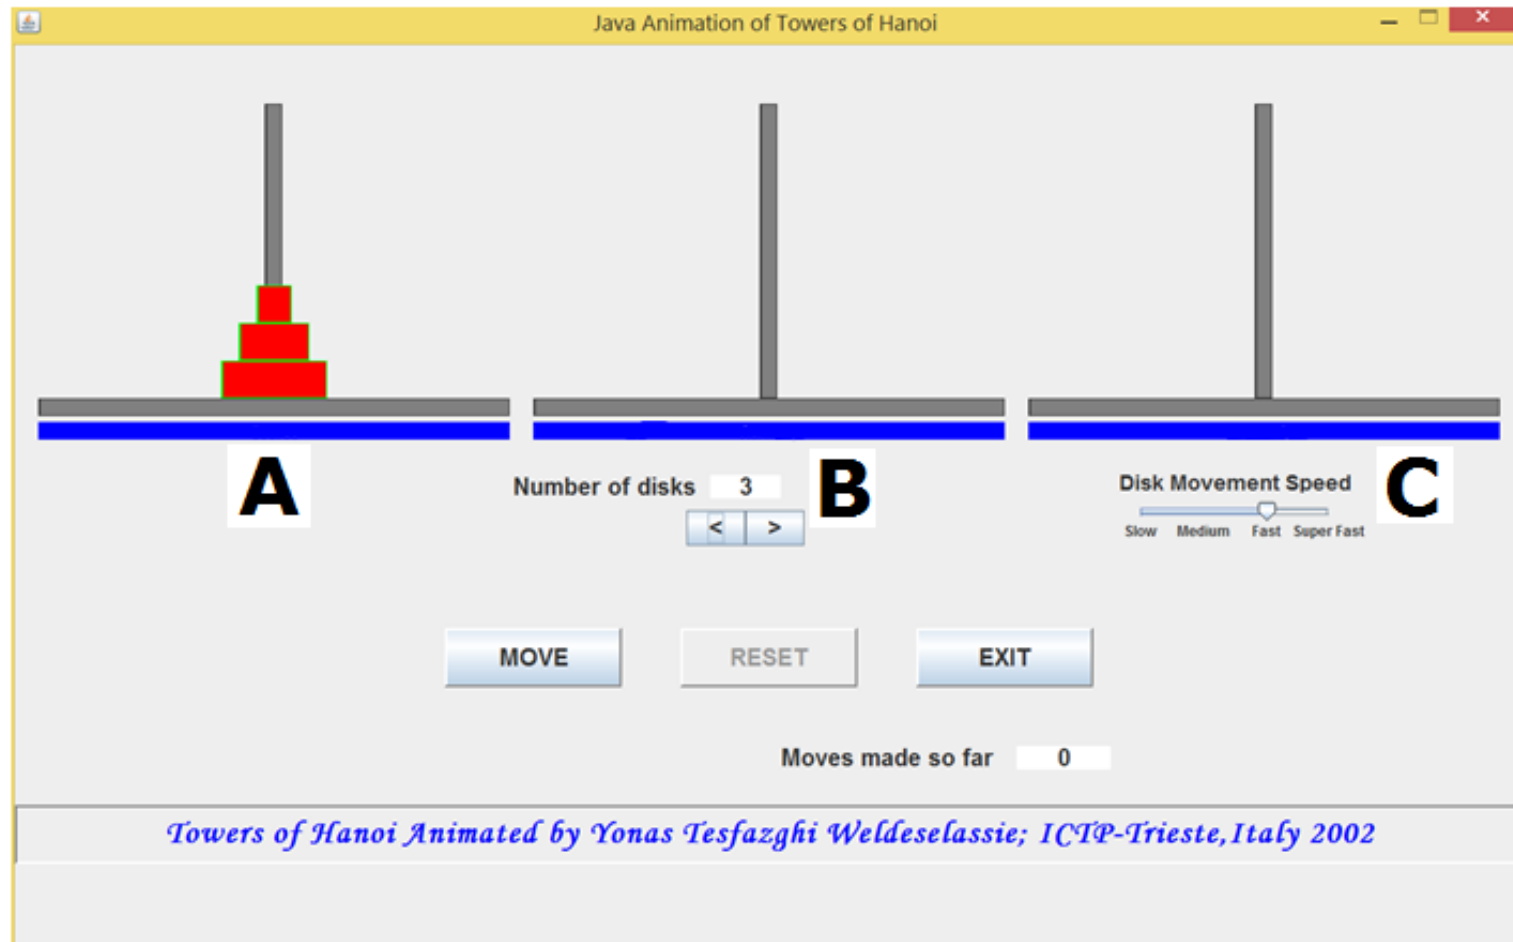 Java Animation of Towers of Hanoi
A
B
C
Number of disks 3
< >
Disk Movement Speed
Slow Medium Fast Super Fast
MOVE RESET EXIT
Moves made so far 0
Towers of Hanoi Animated by Yonas Tesfazghi Weldeselassie; ICTP-Trieste,Italy 2002